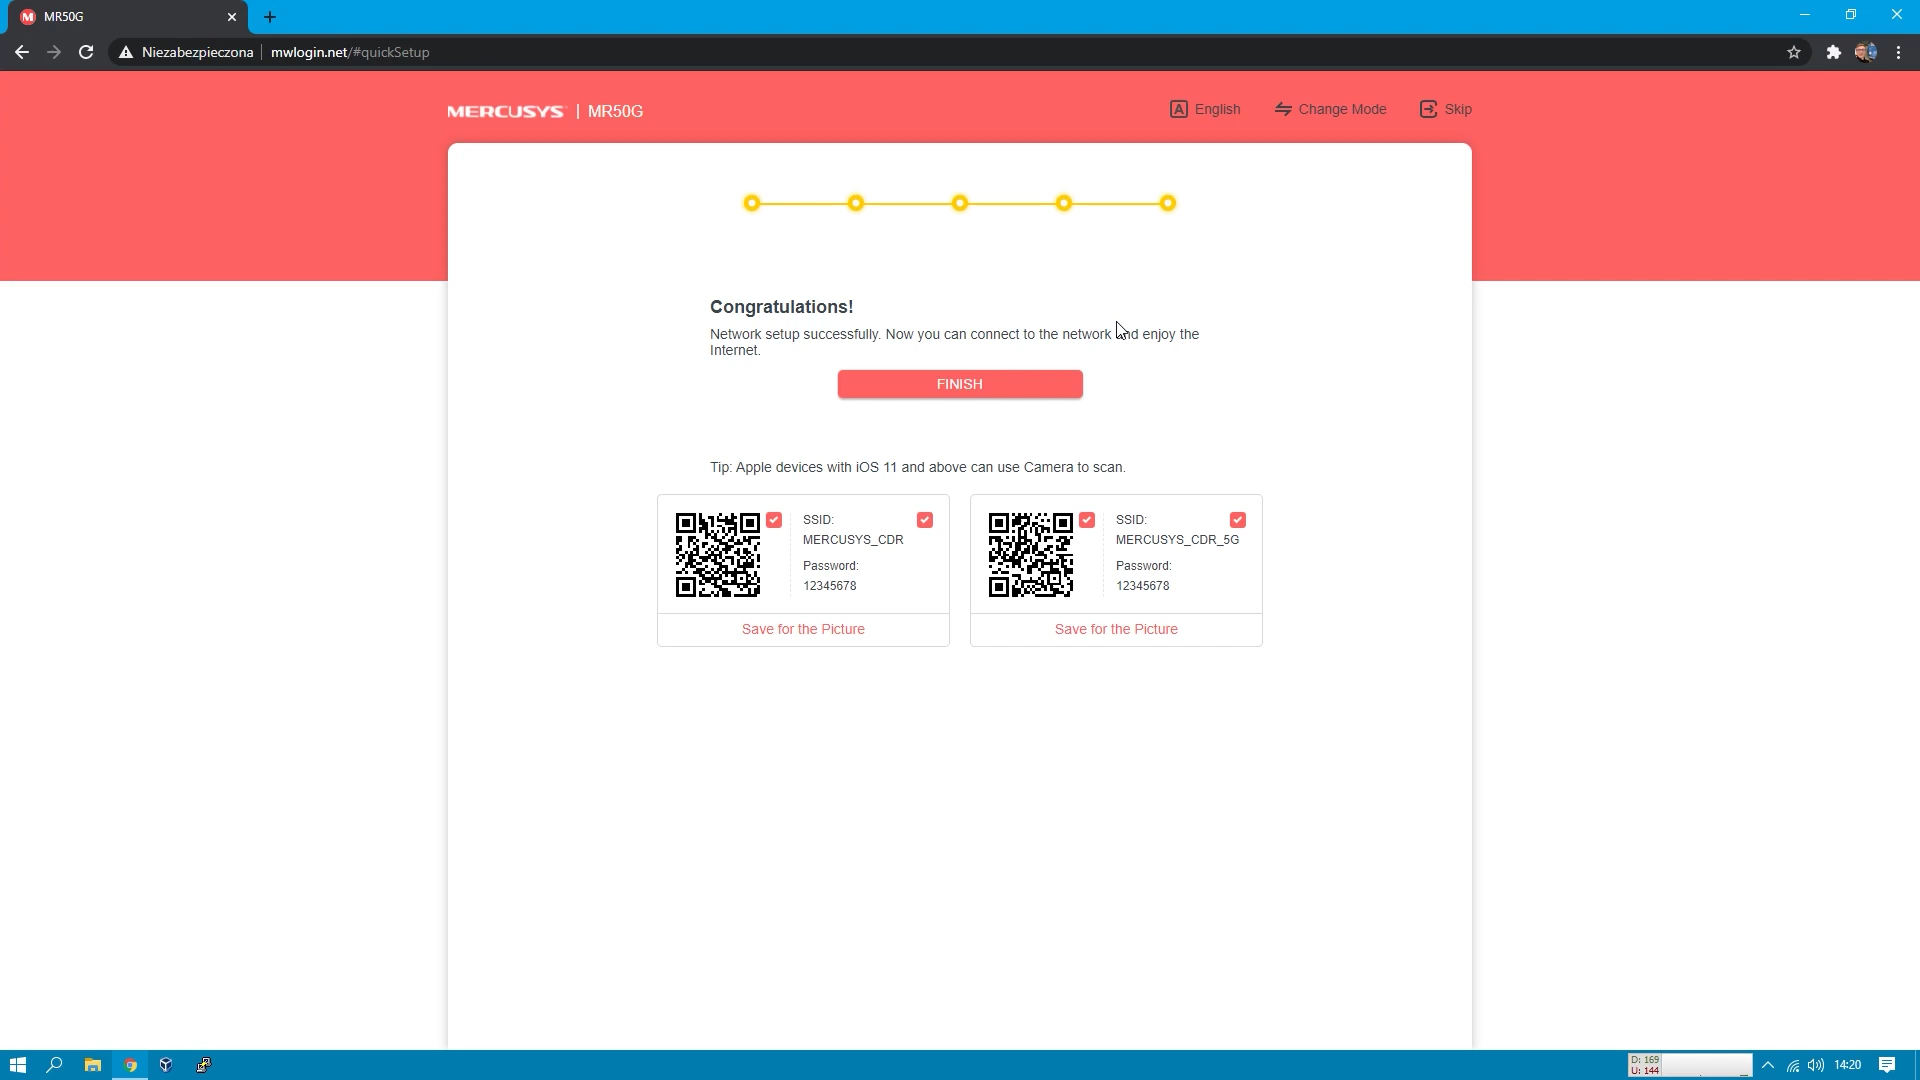 MR50G
Niezabezpieczona
mwlogin.net/#quickSetup
MERCUSYS | MR50G
English
Change Mode
Skip
Congratulations!
Network setup successfully. Now you can connect to the network and enjoy the
Internet.
FINISH
Tip: Apple devices with iOS 11 and above can use Camera to scan.
SSID:
MERCUSYS_CDR
Password:
12345678
Save for the Picture
SSID:
MERCUSYS_CDR_5G
Password:
12345678
Save for the Picture
D: 169
U: 144
14:20